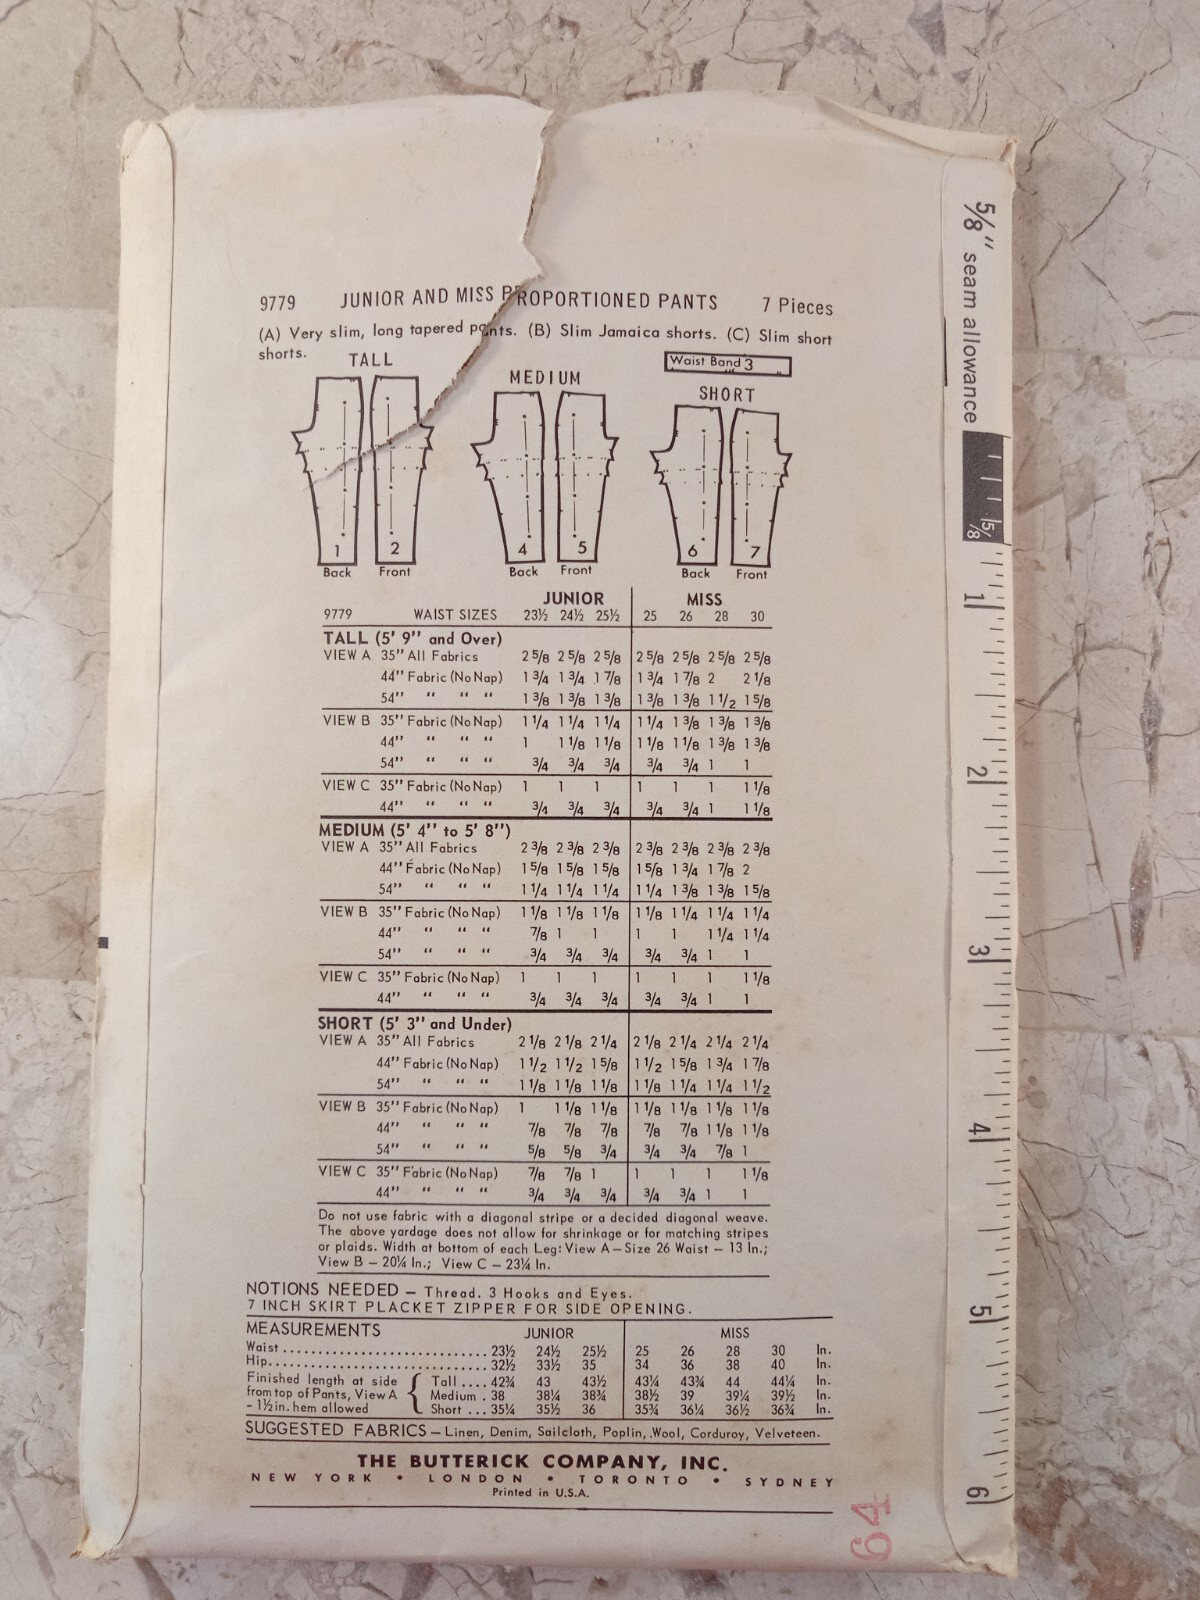 9779 JUNIOR AND MISS PROPORTIONED PANTS 7 Pieces
(A) Very slim, long tapered pants. (B) Slim Jamaica shorts. (C) Slim short
shorts.
TALL
MEDIUM
Waist Band 3
SHORT
1 2 4 5 6 7
Back Front Back Front Back Front
JUNIOR MISS
9779 WAIST SIZES 23½ 24½ 25½ 25 26 28 30
TALL (5' 9" and Over)
VIEW A 35" All Fabrics 2 5/8 2 5/8 2 5/8 2 5/8 2 5/8 2 5/8 2 5/8
44" Fabric (No Nap) 1 3/4 1 3/4 1 7/8 1 3/4 1 7/8 2 2 1/8
54" " " " 1 3/8 1 3/8 1 3/8 1 3/8 1 3/8 1 1/2 1 5/8
VIEW B 35" Fabric (No Nap) 1 1/4 1 1/4 1 1/4 1 1/4 1 3/8 1 3/8 1 3/8
44" " " " 1 1 1/8 1 1/8 1 1/8 1 1/8 1 3/8 1 3/8
54" " " " 3/4 3/4 3/4 3/4 3/4 1 1
VIEW C 35" Fabric (No Nap) 1 1 1 1 1 1 1 1/8
44" " " " 3/4 3/4 3/4 3/4 3/4 1 1 1/8
MEDIUM (5' 4" to 5' 8")
VIEW A 35" All Fabrics 2 3/8 2 3/8 2 3/8 2 3/8 2 3/8 2 3/8 2 3/8
44" Fabric (No Nap) 1 5/8 1 5/8 1 5/8 1 5/8 1 3/4 1 7/8 2
54" " " " 1 1/4 1 1/4 1 1/4 1 1/4 1 3/8 1 3/8 1 5/8
VIEW B 35" Fabric (No Nap) 1 1/8 1 1/8 1 1/8 1 1/8 1 1/4 1 1/4 1 1/4
44" " " " 7/8 1 1 1 1 1 1/4 1 1/4
54" " " " 3/4 3/4 3/4 3/4 3/4 1 1
VIEW C 35" Fabric (No Nap) 1 1 1 1 1 1 1 1/8
44" " " " 3/4 3/4 3/4 3/4 3/4 1 1
SHORT (5' 3" and Under)
VIEW A 35" All Fabrics 2 1/8 2 1/8 2 1/4 2 1/8 2 1/4 2 1/4 2 1/4
44" Fabric (No Nap) 1 1/2 1 1/2 1 5/8 1 1/2 1 5/8 1 3/4 1 7/8
54" " " " 1 1/8 1 1/8 1 1/8 1 1/8 1 1/4 1 1/4 1 1/2
VIEW B 35" Fabric (No Nap) 1 1 1/8 1 1/8 1 1/8 1 1/8 1 1/8 1 1/8
44" " " " 7/8 7/8 7/8 7/8 7/8 1 1/8 1 1/8
54" " " " 5/8 5/8 3/4 3/4 3/4 7/8 1
VIEW C 35" Fabric (No Nap) 7/8 7/8 1 1 1 1 1 1/8
44" " " " 3/4 3/4 3/4 3/4 3/4 1 1
Do not use fabric with a diagonal stripe or a decided diagonal weave.
The above yardage does not allow for shrinkage or for matching stripes
or plaids. Width at bottom of each Leg: View A – Size 26 Waist – 13 In.;
View B – 20¼ In.; View C – 23¼ In.
NOTIONS NEEDED – Thread. 3 Hooks and Eyes.
7 INCH SKIRT PLACKET ZIPPER FOR SIDE OPENING.
MEASUREMENTS JUNIOR MISS
Waist .............................. 23½ 24½ 25½ 25 26 28 30 In.
Hip................................ 32½ 33½ 35 34 36 38 40 In.
Finished length at side { Tall .... 42¾ 43 43½ 43¼ 43¾ 44 44¼ In.
from top of Pants, View A Medium . 38 38¼ 38¾ 38½ 39 39¼ 39½ In.
- 1½ in. hem allowed Short ... 35¼ 35½ 36 35¾ 36¼ 36½ 36¾ In.
SUGGESTED FABRICS – Linen, Denim, Sailcloth, Poplin, Wool, Corduroy, Velveteen.
THE BUTTERICK COMPANY, INC.
NEW YORK • LONDON • TORONTO • SYDNEY
Printed in U.S.A.
64
5/8" seam allowance
5/8
1 2 3 4 5 6